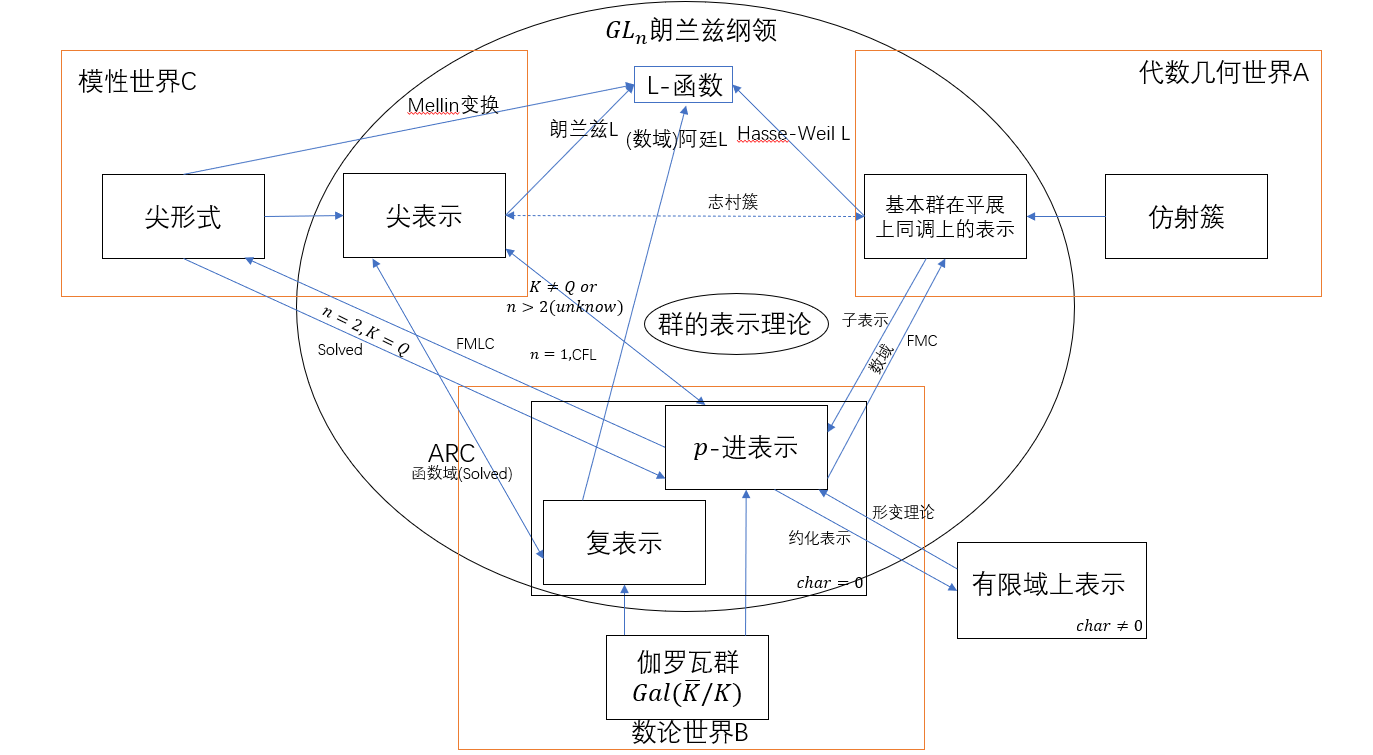 GLₙ朗兰兹纲领
模性世界C
代数几何世界A
L-函数
Mellin变换
朗兰兹L
(数域)阿廷L
Hasse-Weil L
尖形式
尖表示
志村簇
基本群在平展
上同调上的表示
仿射簇
K ≠ Q or
n > 2(unknow)
群的表示理论
n = 2, K = Q
Solved
FMLC
n = 1,CFL
子表示
数域
FMC
ARC
函数域(Solved)
p-进表示
复表示
char = 0
形变理论
约化表示
有限域上表示
char ≠ 0
伽罗瓦群
Gal(K̅/K)
数论世界B